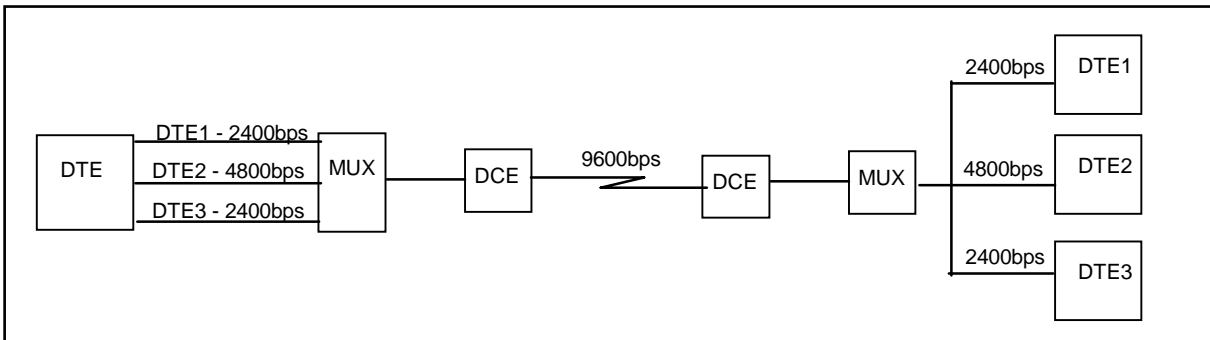 DTE
DTE1 - 2400bps
DTE2 - 4800bps
DTE3 - 2400bps
MUX
DCE
9600bps
DCE
MUX
2400bps
DTE1
4800bps
DTE2
2400bps
DTE3